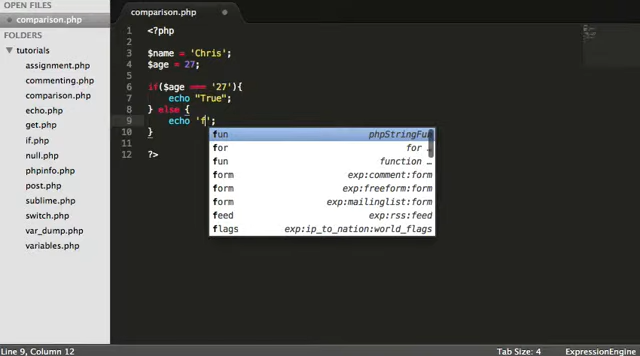 OPEN FILES
comparison.php
FOLDERS
tutorials
assignment.php
commenting.php
comparison.php
echo.php
get.php
if.php
null.php
phpinfo.php
post.php
sublime.php
switch.php
var_dump.php
variables.php
comparison.php
1 <?php
2
3 $name = 'Chris';
4 $age = 27;
5
6 if($age === '27'){
7 echo "True";
8 } else {
9 echo 'f';
10 }
11
12 ?>
fun phpStringFun
for for …
fun function …
form exp:comment:form
form exp:freeform:form
form exp:mailinglist:form
feed exp:rss:feed
flags exp:ip_to_nation:world_flags
Line 9, Column 12
Tab Size: 4
ExpressionEngine